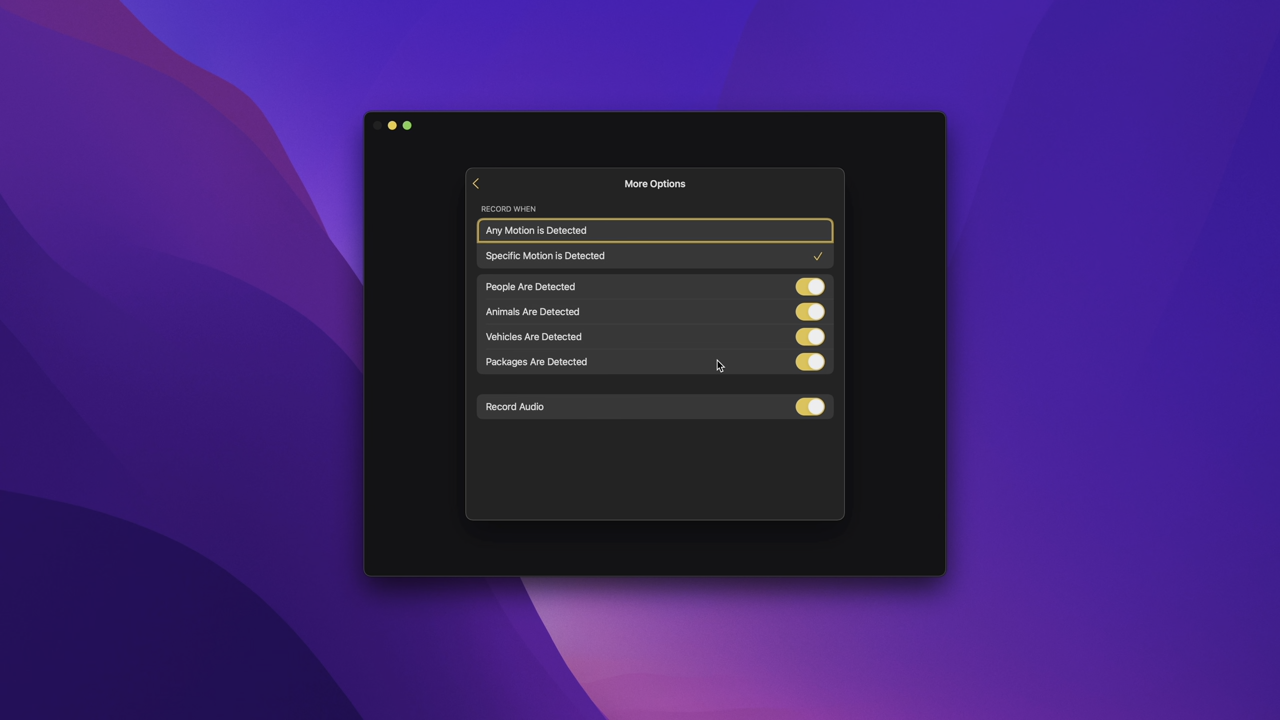 More Options
RECORD WHEN
Any Motion is Detected
Specific Motion is Detected
People Are Detected
Animals Are Detected
Vehicles Are Detected
Packages Are Detected
Record Audio